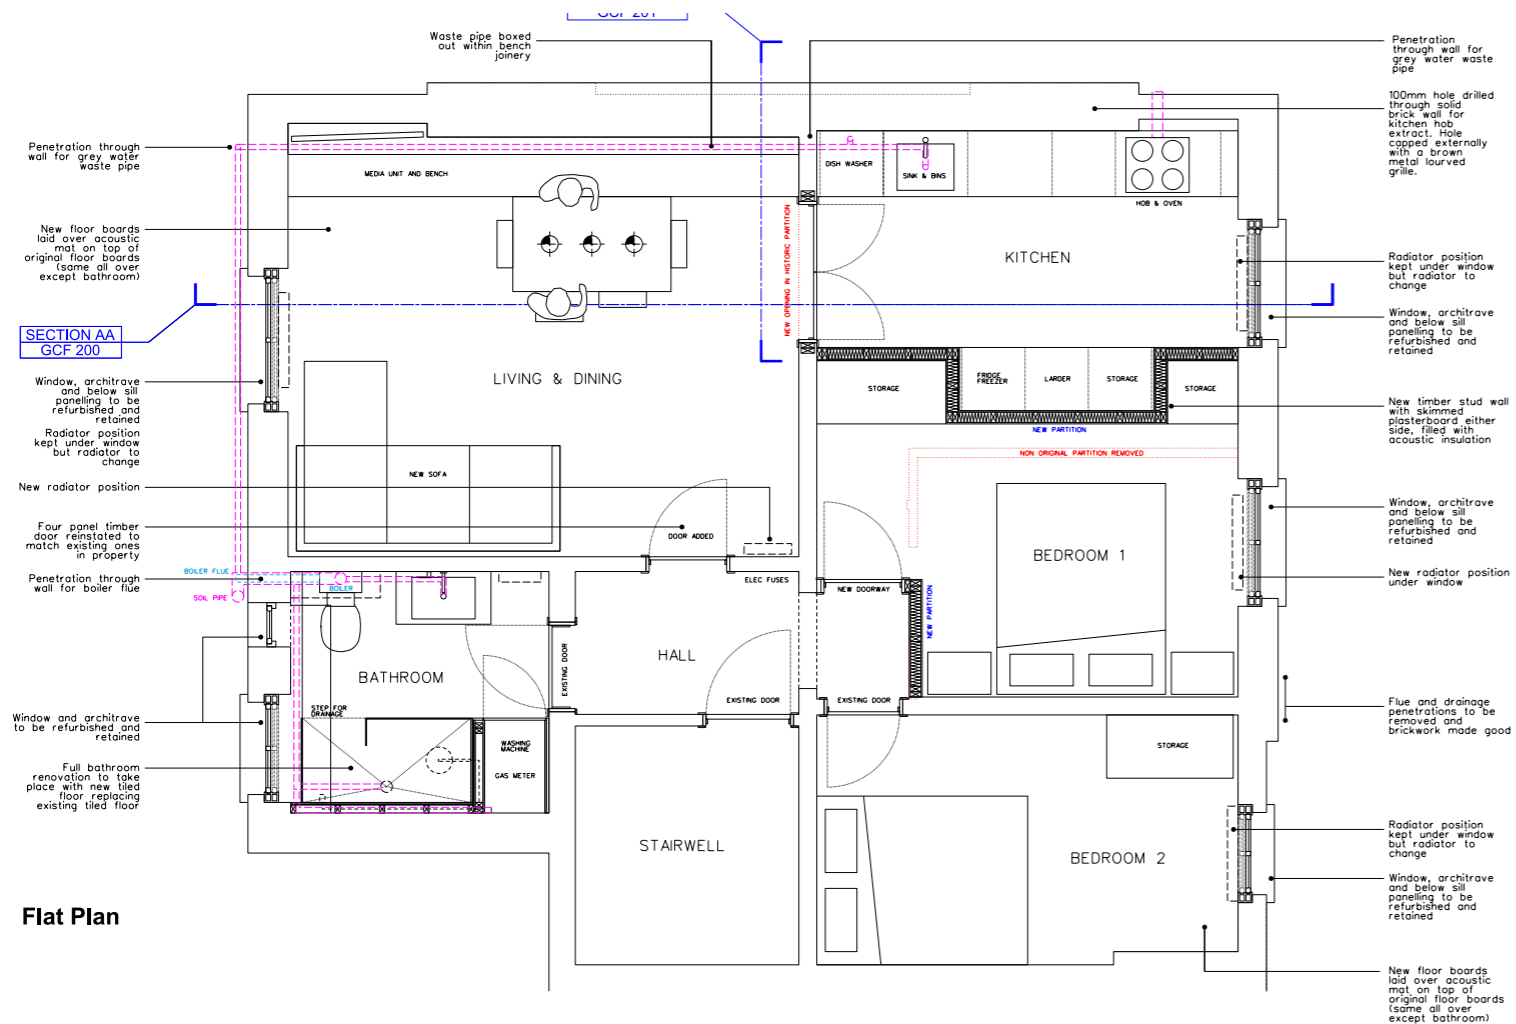 GCF 201
Waste pipe boxed
out within bench
joinery
Penetration
through wall for
grey water waste
pipe
100mm hole drilled
through solid
brick wall for
kitchen hob
extract. Hole
capped externally
with a brown
metal lourved
grille.
Penetration through
wall for grey water
waste pipe
MEDIA UNIT AND BENCH
DISH WASHER
SINK & BINS
HOB & OVEN
New floor boards
laid over acoustic
mat on top of
original floor boards
(same all over
except bathroom)
NEW OPENING IN HISTORIC PARTITION
KITCHEN
Radiator position
kept under window
but radiator to
change
Window, architrave
and below sill
panelling to be
refurbished and
retained
SECTION AA
GCF 200
Window, architrave
and below sill
panelling to be
refurbished and
retained
Radiator position
kept under window
but radiator to
change
LIVING & DINING
STORAGE
FRIDGE
FREEZER
LARDER
STORAGE
STORAGE
New timber stud wall
with skimmed
plasterboard either
side, filled with
acoustic insulation
NEW PARTITION
NON ORIGINAL PARTITION REMOVED
NEW SOFA
New radiator position
Four panel timber
door reinstated to
match existing ones
in property
DOOR ADDED
Window, architrave
and below sill
panelling to be
refurbished and
retained
BEDROOM 1
New radiator position
under window
BOILER FLUE
Penetration through
wall for boiler flue
BOILER
SOIL PIPE
ELEC FUSES
NEW DOORWAY
NEW PARTITION
HALL
EXISTING DOOR
BATHROOM
EXISTING DOOR
EXISTING DOOR
STEP FOR
DRAINAGE
Window and architrave
to be refurbished and
retained
Flue and drainage
penetrations to be
removed and
brickwork made good
WASHING
MACHINE
GAS METER
STORAGE
Full bathroom
renovation to take
place with new tiled
floor replacing
existing tiled floor
STAIRWELL
BEDROOM 2
Radiator position
kept under window
but radiator to
change
Window, architrave
and below sill
panelling to be
refurbished and
retained
Flat Plan
New floor boards
laid over acoustic
mat on top of
original floor boards
(same all over
except bathroom)